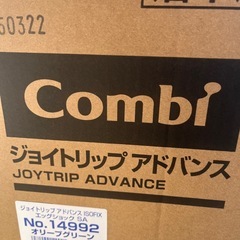 50322
Combi
ジョイトリップ アドバンス
JOYTRIP ADVANCE
ジョイトリップ アドバンス ISOFIX
エッグショック SA
No.14992
オリーブグリーン